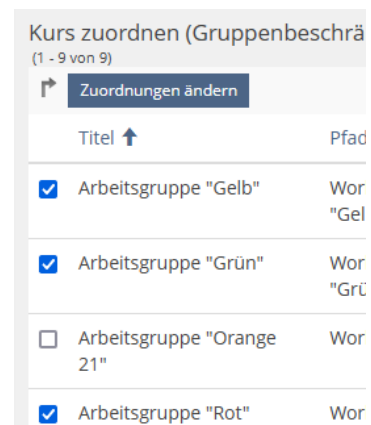 Kurs zuordnen (Gruppenbeschrä
(1 - 9 von 9)
Zuordnungen ändern
Titel Pfad
Arbeitsgruppe "Gelb" Wor
"Gel
Arbeitsgruppe "Grün" Wor
"Grü
Arbeitsgruppe "Orange Wor
21"
Arbeitsgruppe "Rot" Wor